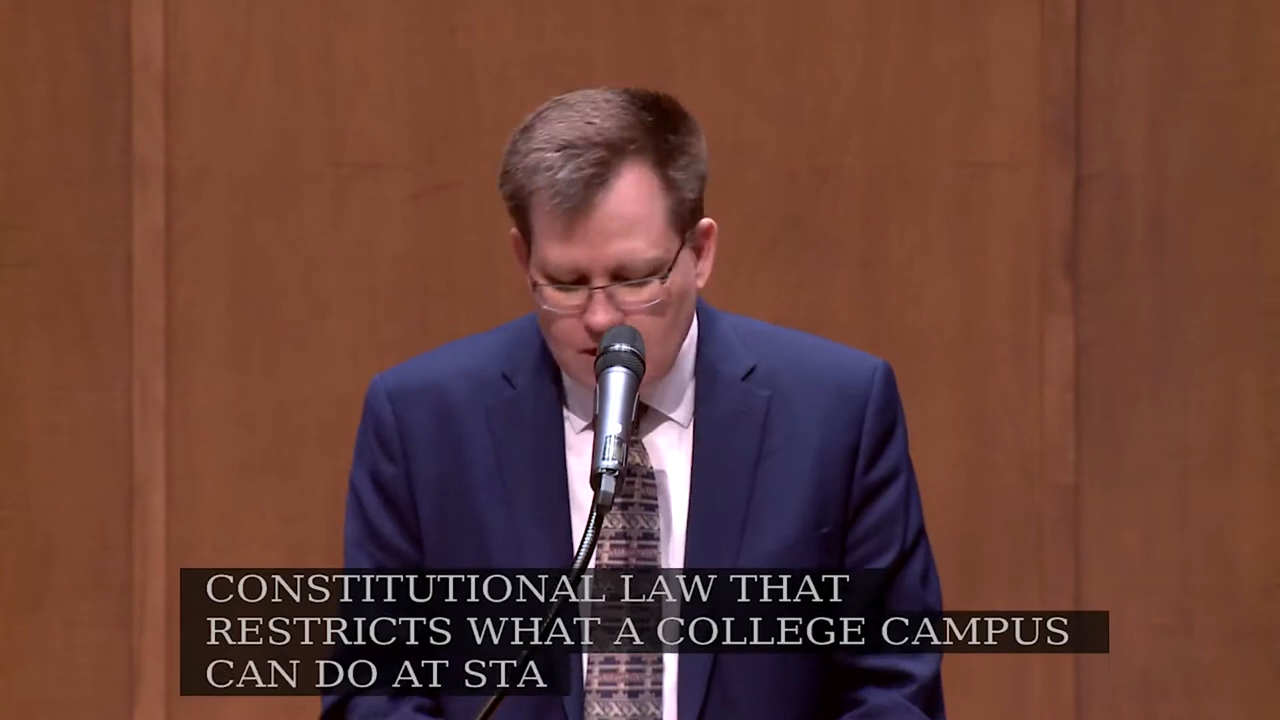 CONSTITUTIONAL LAW THAT
RESTRICTS WHAT A COLLEGE CAMPUS
CAN DO AT STA